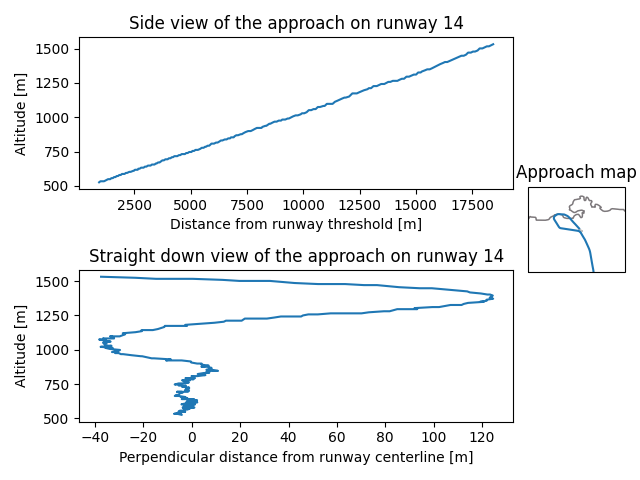 Side view of the approach on runway 14
Altitude [m]
1500
1250
1000
750
500
2500 5000 7500 10000 12500 15000 17500
Distance from runway threshold [m]
Approach map
Straight down view of the approach on runway 14
Altitude [m]
1500
1250
1000
750
500
−40 −20 0 20 40 60 80 100 120
Perpendicular distance from runway centerline [m]